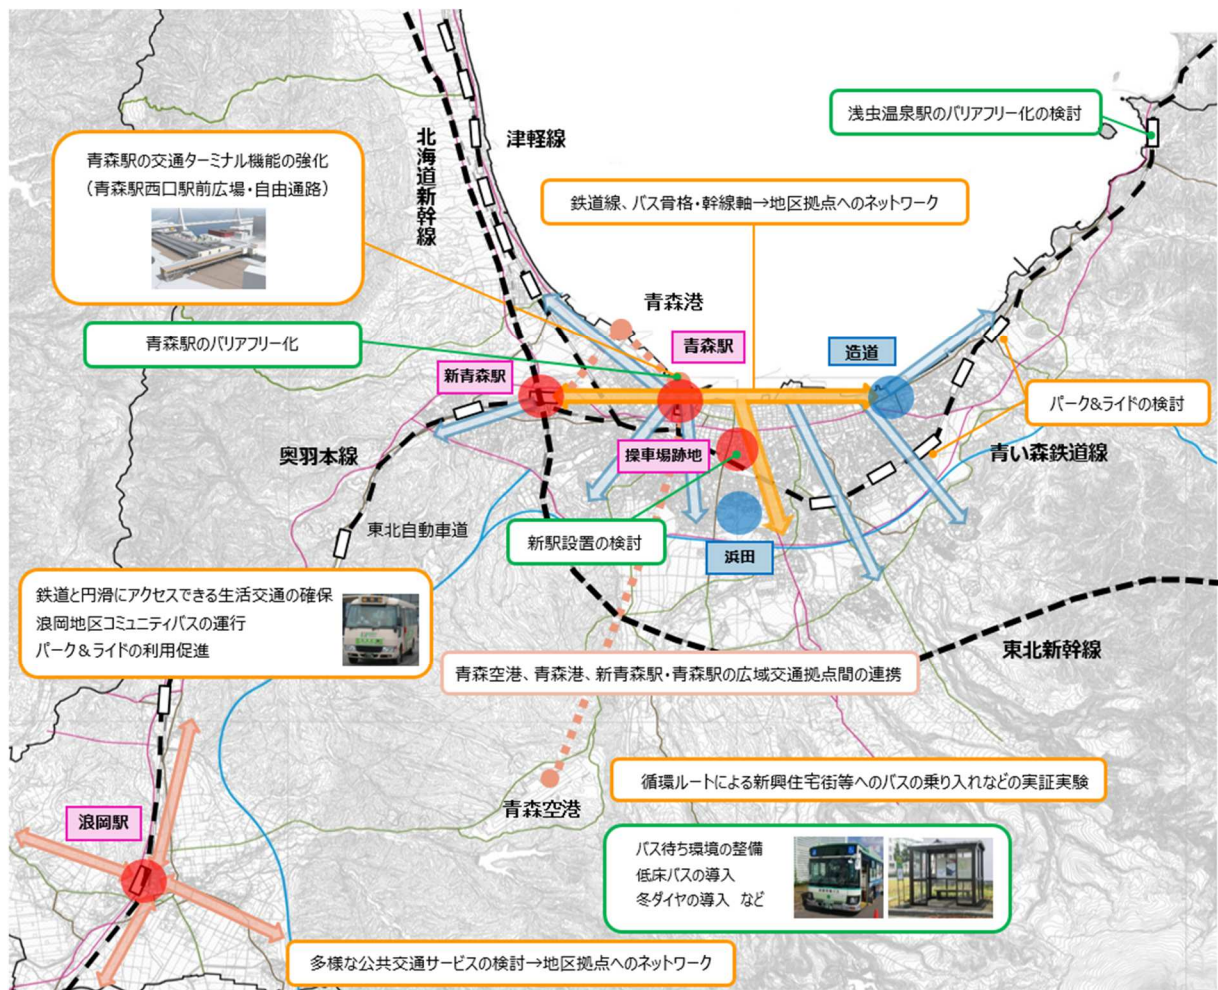 浅虫温泉駅のバリアフリー化の検討
北海道新幹線
津軽線
青森駅の交通ターミナル機能の強化
（青森駅西口駅前広場・自由通路）
鉄道線、バス骨格・幹線軸→地区拠点へのネットワーク
青森港
青森駅のバリアフリー化
青森駅
造道
新青森駅
パーク&ライドの検討
奥羽本線
操車場跡地
青い森鉄道線
東北自動車道
新駅設置の検討
浜田
鉄道と円滑にアクセスできる生活交通の確保
浪岡地区コミュニティバスの運行
パーク＆ライドの利用促進
東北新幹線
青森空港、青森港、新青森駅・青森駅の広域交通拠点間の連携
循環ルートによる新興住宅街等へのバスの乗り入れなどの実証実験
青森空港
浪岡駅
バス待ち環境の整備
低床バスの導入
冬ダイヤの導入　など
多様な公共交通サービスの検討→地区拠点へのネットワーク